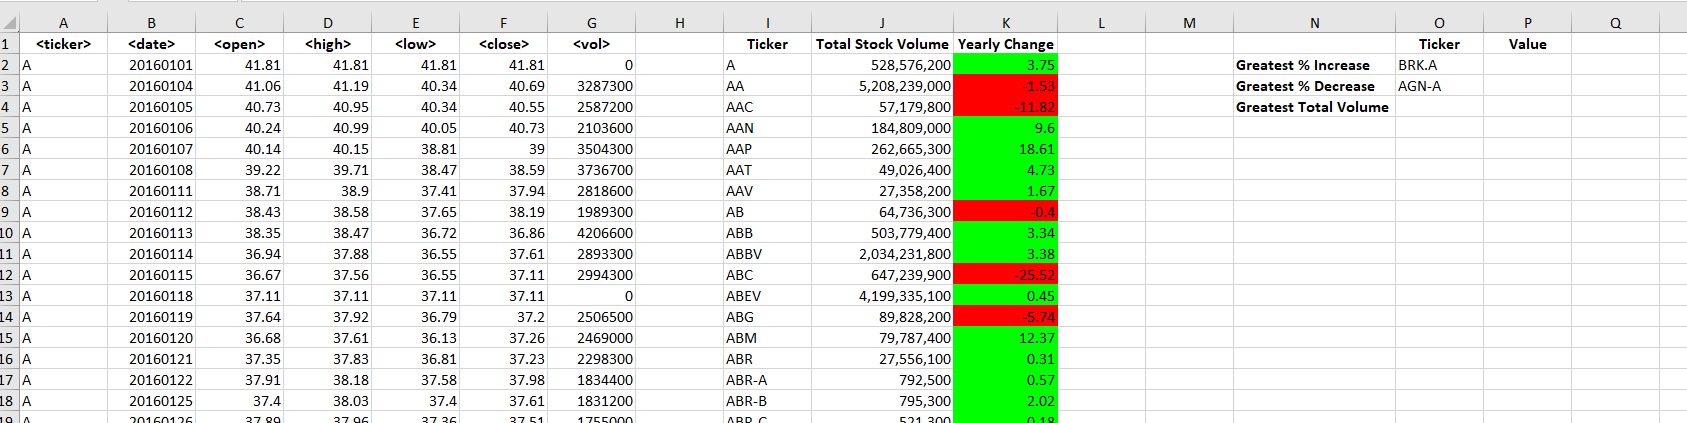 A B C D E F G H I J K L M N O P Q
1 <ticker> <date> <open> <high> <low> <close> <vol> Ticker Total Stock Volume Yearly Change Ticker Value
2 A 20160101 41.81 41.81 41.81 41.81 0 A 528,576,200 3.75 Greatest % Increase BRK.A
3 A 20160104 41.06 41.19 40.34 40.69 3287300 AA 5,208,239,000 -1.53 Greatest % Decrease AGN-A
4 A 20160105 40.73 40.95 40.34 40.55 2587200 AAC 57,179,800 -11.82 Greatest Total Volume
5 A 20160106 40.24 40.99 40.05 40.73 2103600 AAN 184,809,000 9.6
6 A 20160107 40.14 40.15 38.81 39 3504300 AAP 262,665,300 18.61
7 A 20160108 39.22 39.71 38.47 38.59 3736700 AAT 49,026,400 4.73
8 A 20160111 38.71 38.9 37.41 37.94 2818600 AAV 27,358,200 1.67
9 A 20160112 38.43 38.58 37.65 38.19 1989300 AB 64,736,300 -0.4
10 A 20160113 38.35 38.47 36.72 36.86 4206600 ABB 503,779,400 3.34
11 A 20160114 36.94 37.88 36.55 37.61 2893300 ABBV 2,034,231,800 3.38
12 A 20160115 36.67 37.56 36.55 37.11 2994300 ABC 647,239,900 -25.52
13 A 20160118 37.11 37.11 37.11 37.11 0 ABEV 4,199,335,100 0.45
14 A 20160119 37.64 37.92 36.79 37.2 2506500 ABG 89,828,200 -5.74
15 A 20160120 36.68 37.61 36.13 37.26 2469000 ABM 79,787,400 12.37
16 A 20160121 37.35 37.83 36.81 37.23 2298300 ABR 27,556,100 0.31
17 A 20160122 37.91 38.18 37.58 37.98 1834400 ABR-A 792,500 0.57
18 A 20160125 37.4 38.03 37.4 37.61 1831200 ABR-B 795,300 2.02
19 A 20160126 37.89 37.96 37.36 37.51 1755000 ABR-C 521,300 0.18